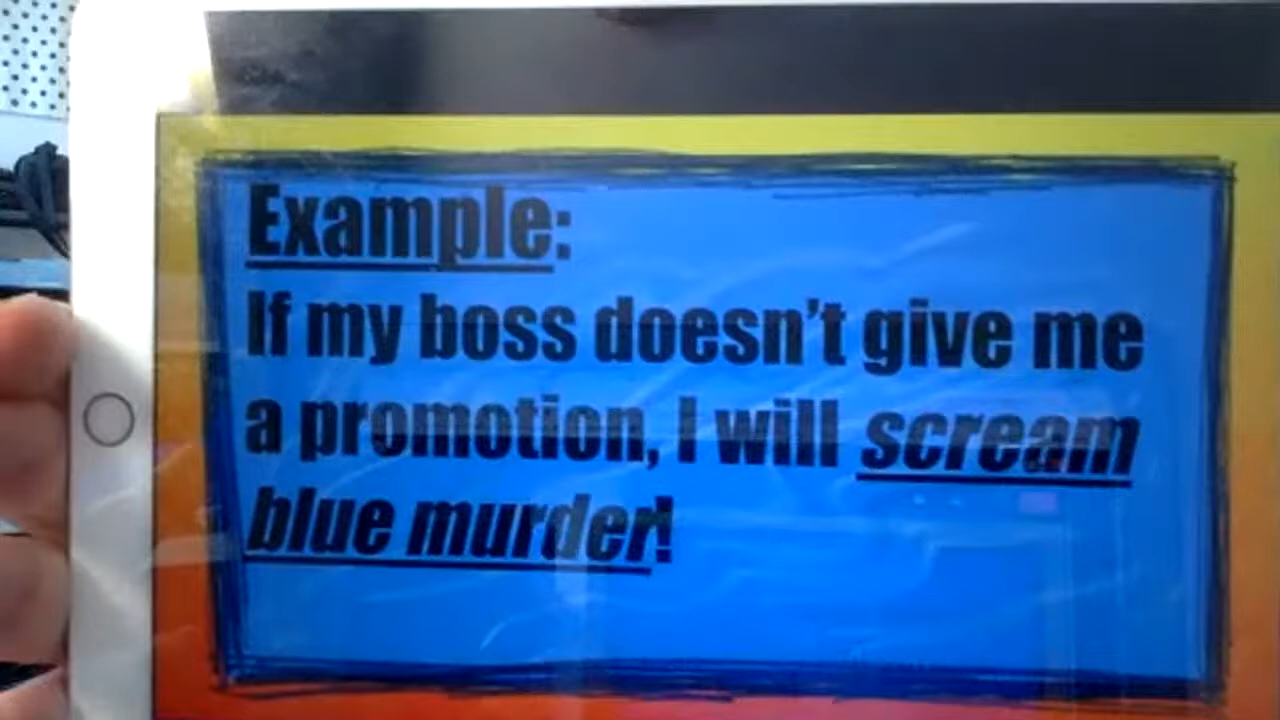 Example:
If my boss doesn't give me
a promotion, I will scream
blue murder!